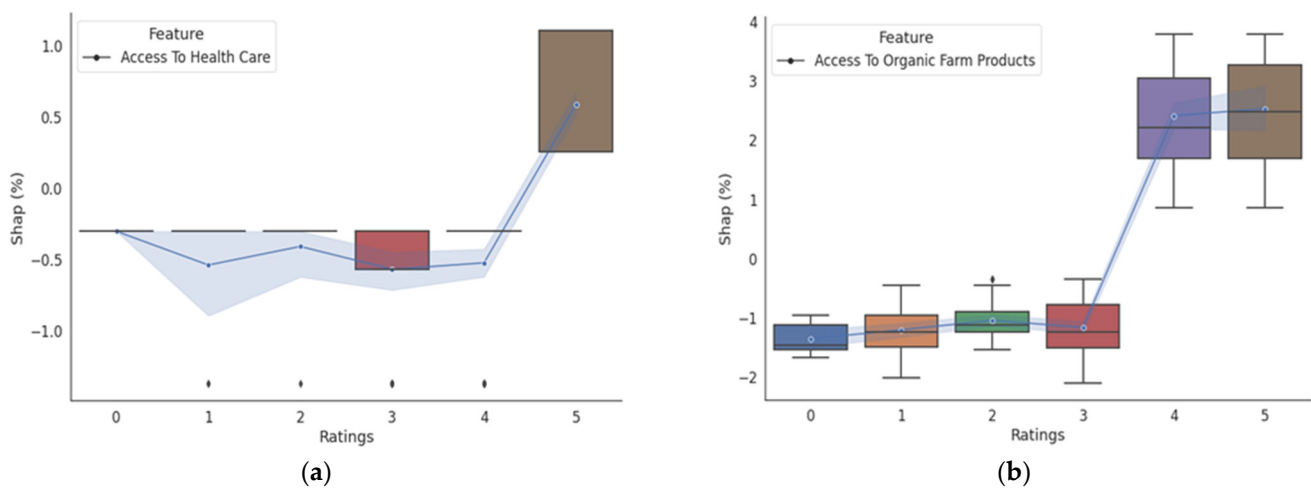 Feature
Access To Health Care
1.0
0.5
0.0
−0.5
−1.0
Shap (%)
0 1 2 3 4 5
Ratings
(a)
Feature
Access To Organic Farm Products
4
3
2
1
0
−1
−2
Shap (%)
0 1 2 3 4 5
Ratings
(b)